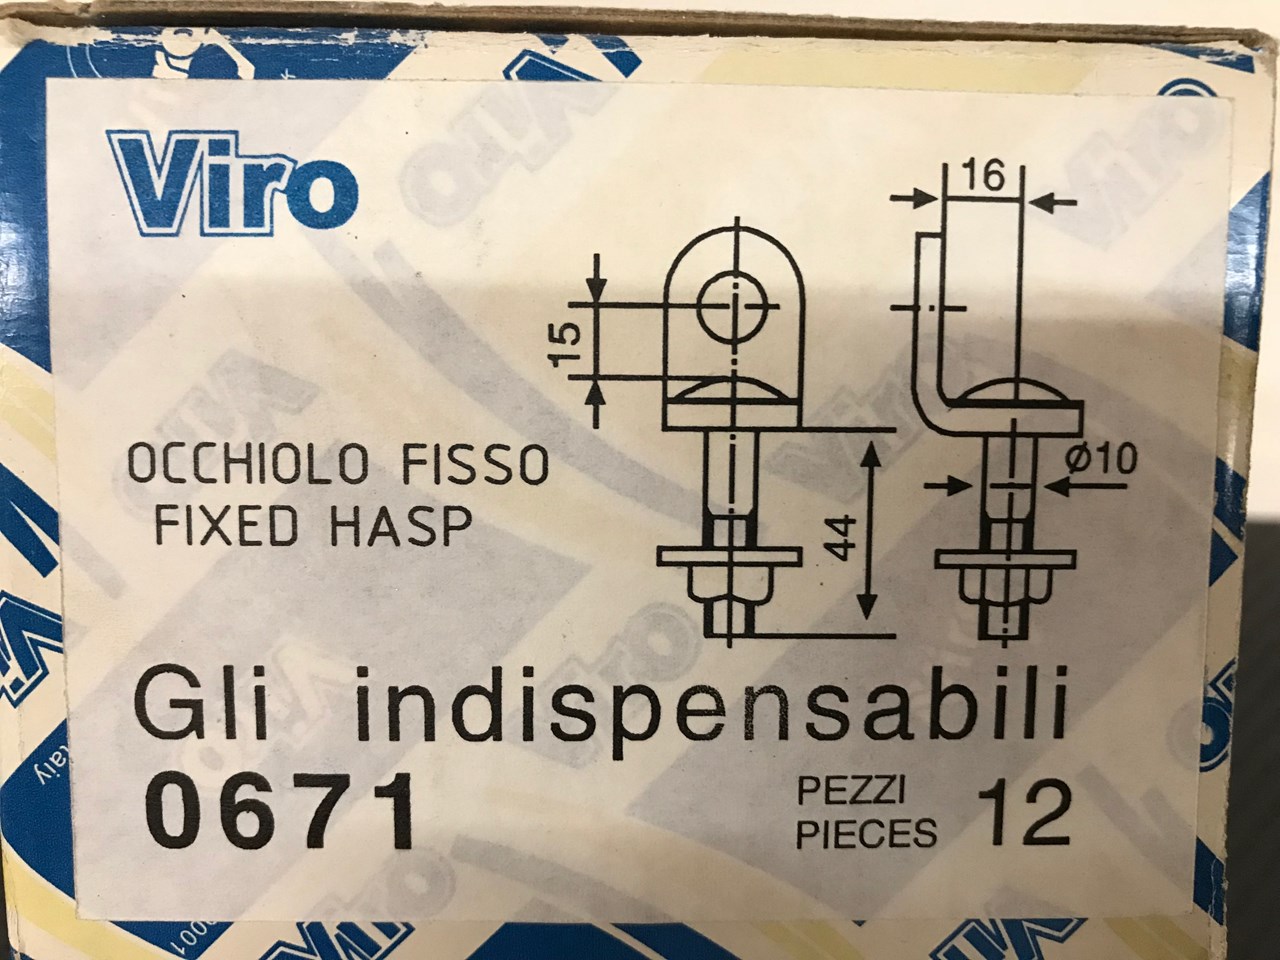 Viro
16
15
OCCHIOLO FISSO
FIXED HASP
44
ø10
Gli indispensabili
0671
PEZZI
PIECES 12